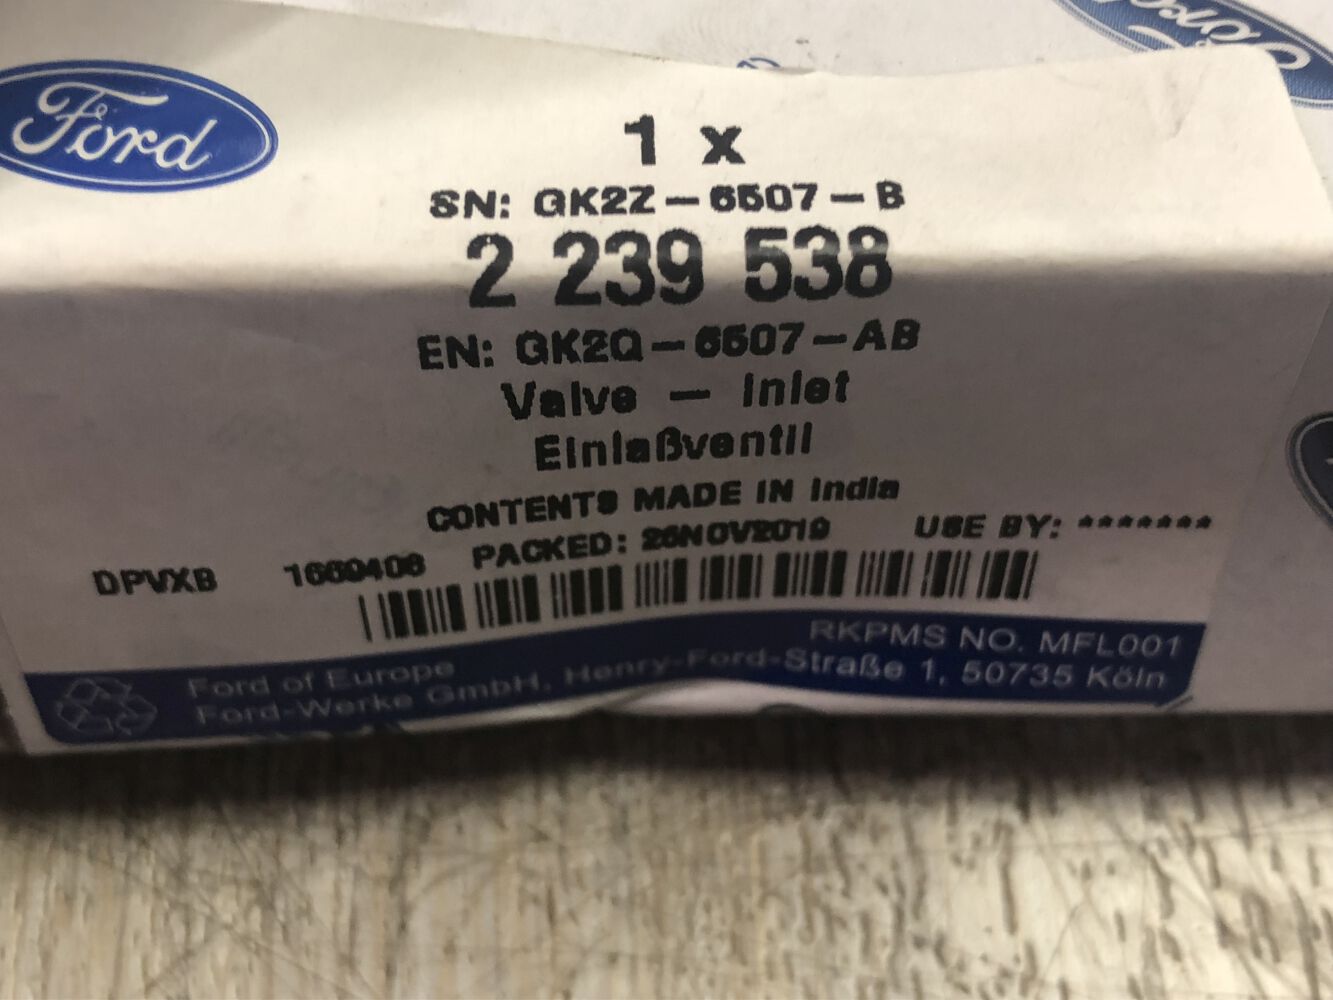 Ford
1 x
SN: GK2Z-6507-B
2 239 538
EN: GK2Q-6507-AB
Valve - Inlet
Einlaßventil
CONTENTS MADE IN India
DPVXB 1669406 PACKED: 26NOV2019 USE BY: *******
RKPMS NO. MFL001
Ford of Europe
Ford-Werke GmbH, Henry-Ford-Straße 1, 50735 Köln
Ford